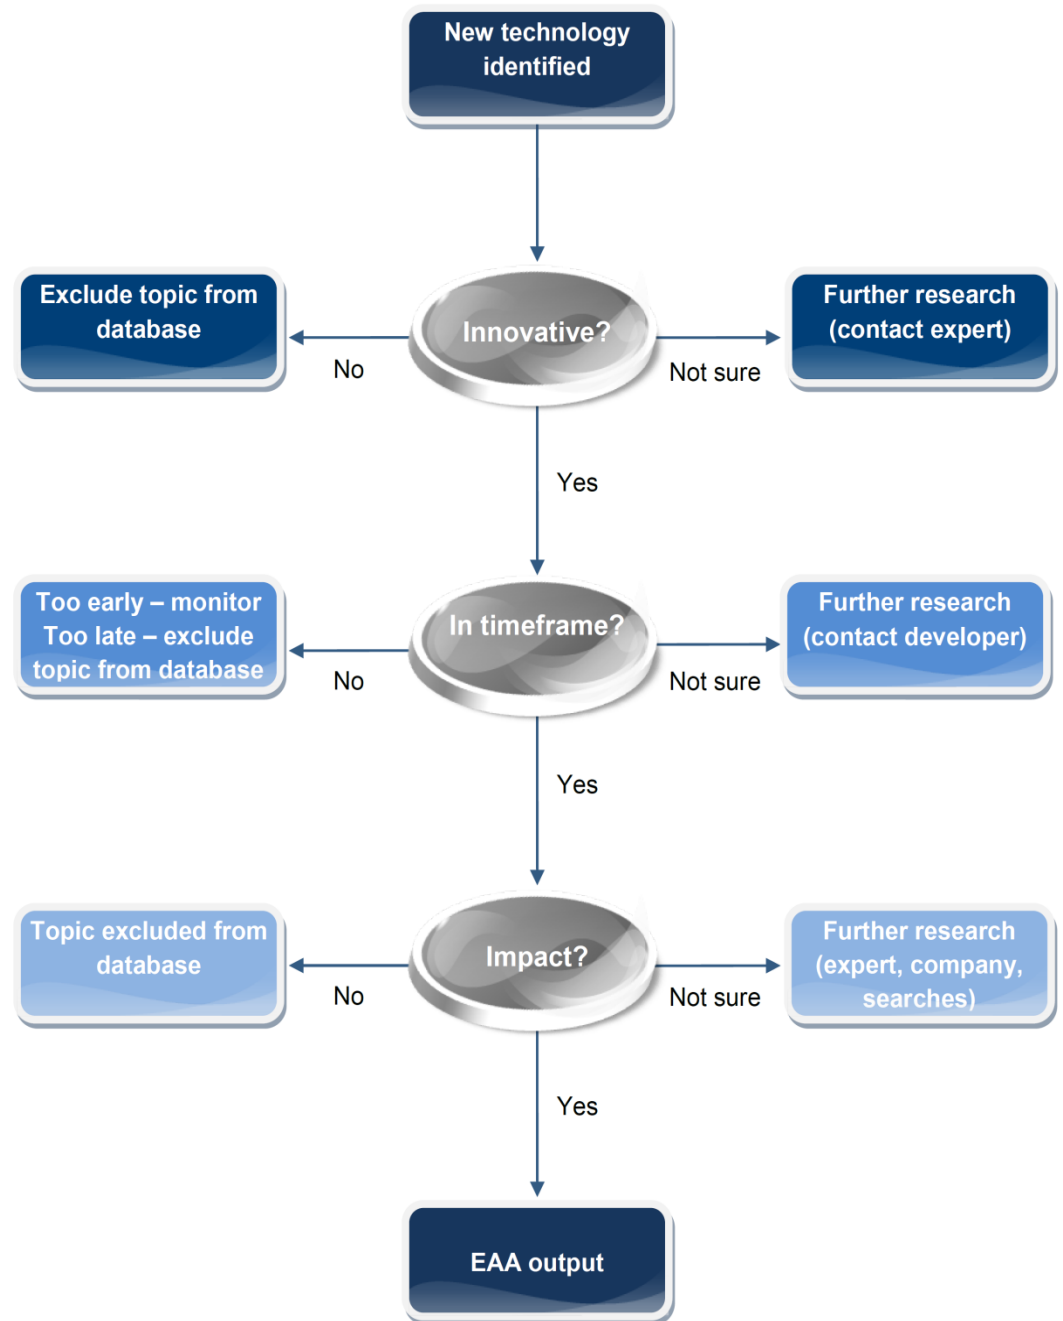 New technology
identified
Exclude topic from
database
Innovative?
Further research
(contact expert)
No
Not sure
Yes
Too early – monitor
Too late – exclude
topic from database
In timeframe?
Further research
(contact developer)
No
Not sure
Yes
Topic excluded from
database
Impact?
Further research
(expert, company,
searches)
No
Not sure
Yes
EAA output